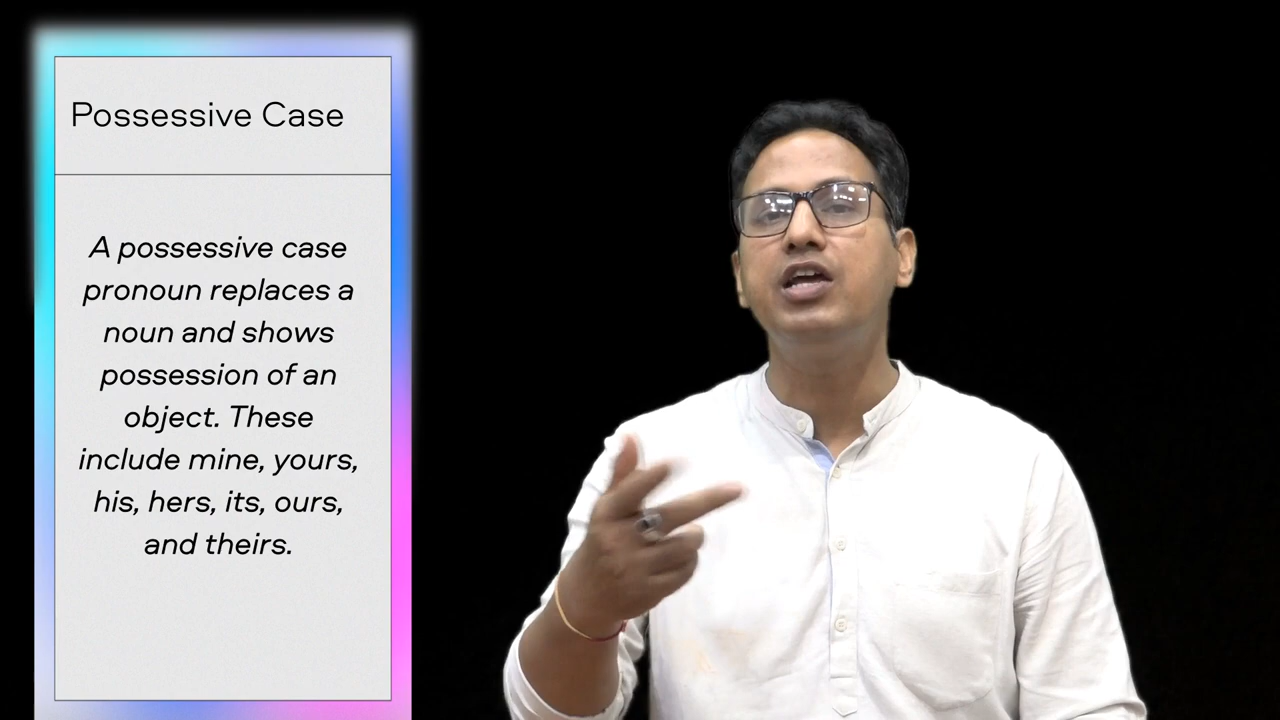 Possessive Case
A possessive case
pronoun replaces a
noun and shows
possession of an
object. These
include mine, yours,
his, hers, its, ours,
and theirs.